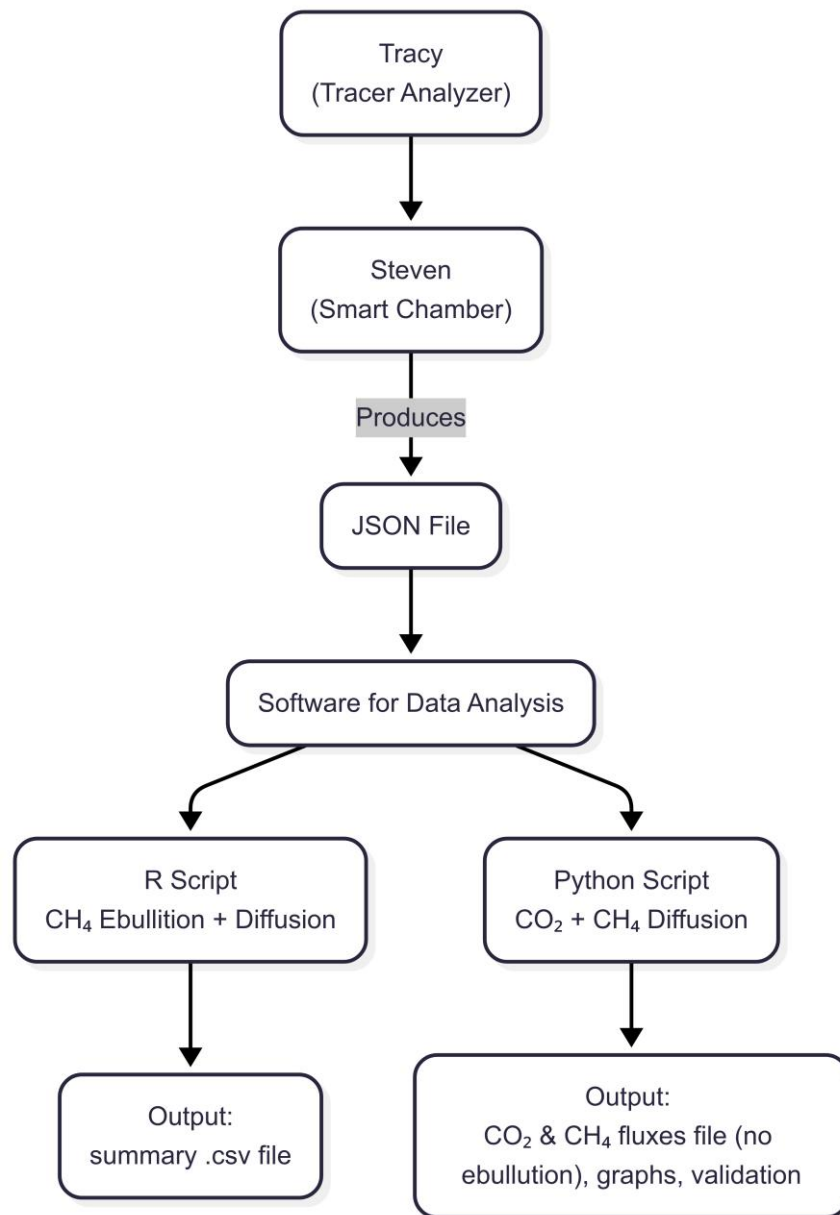 Tracy
(Tracer Analyzer)
Steven
(Smart Chamber)
Produces
JSON File
Software for Data Analysis
R Script
CH₄ Ebullition + Diffusion
Python Script
CO₂ + CH₄ Diffusion
Output:
summary .csv file
Output:
CO₂ & CH₄ fluxes file (no
ebullution), graphs, validation